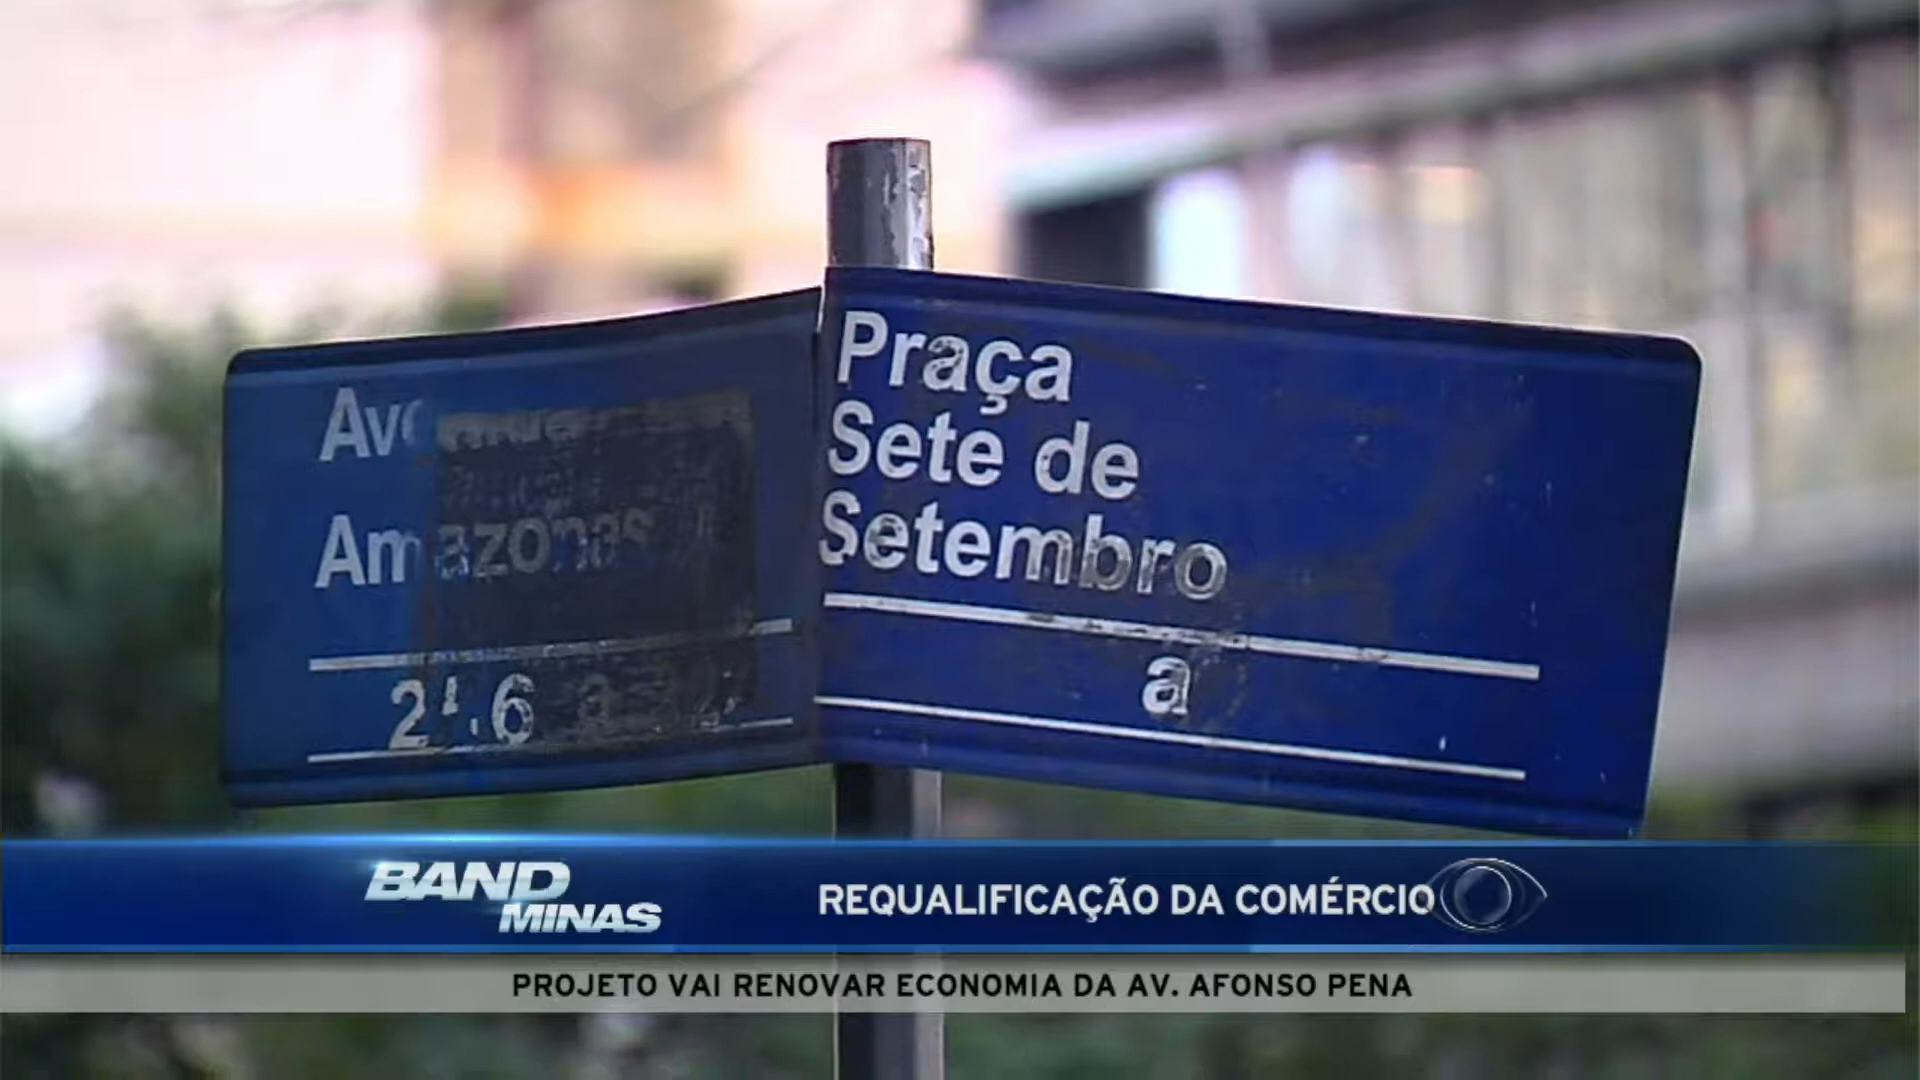 Amazonas
Praça
Sete de
Setembro
a
BAND
MINAS
REQUALIFICAÇÃO DA COMÉRCIO
PROJETO VAI RENOVAR ECONOMIA DA AV. AFONSO PENA